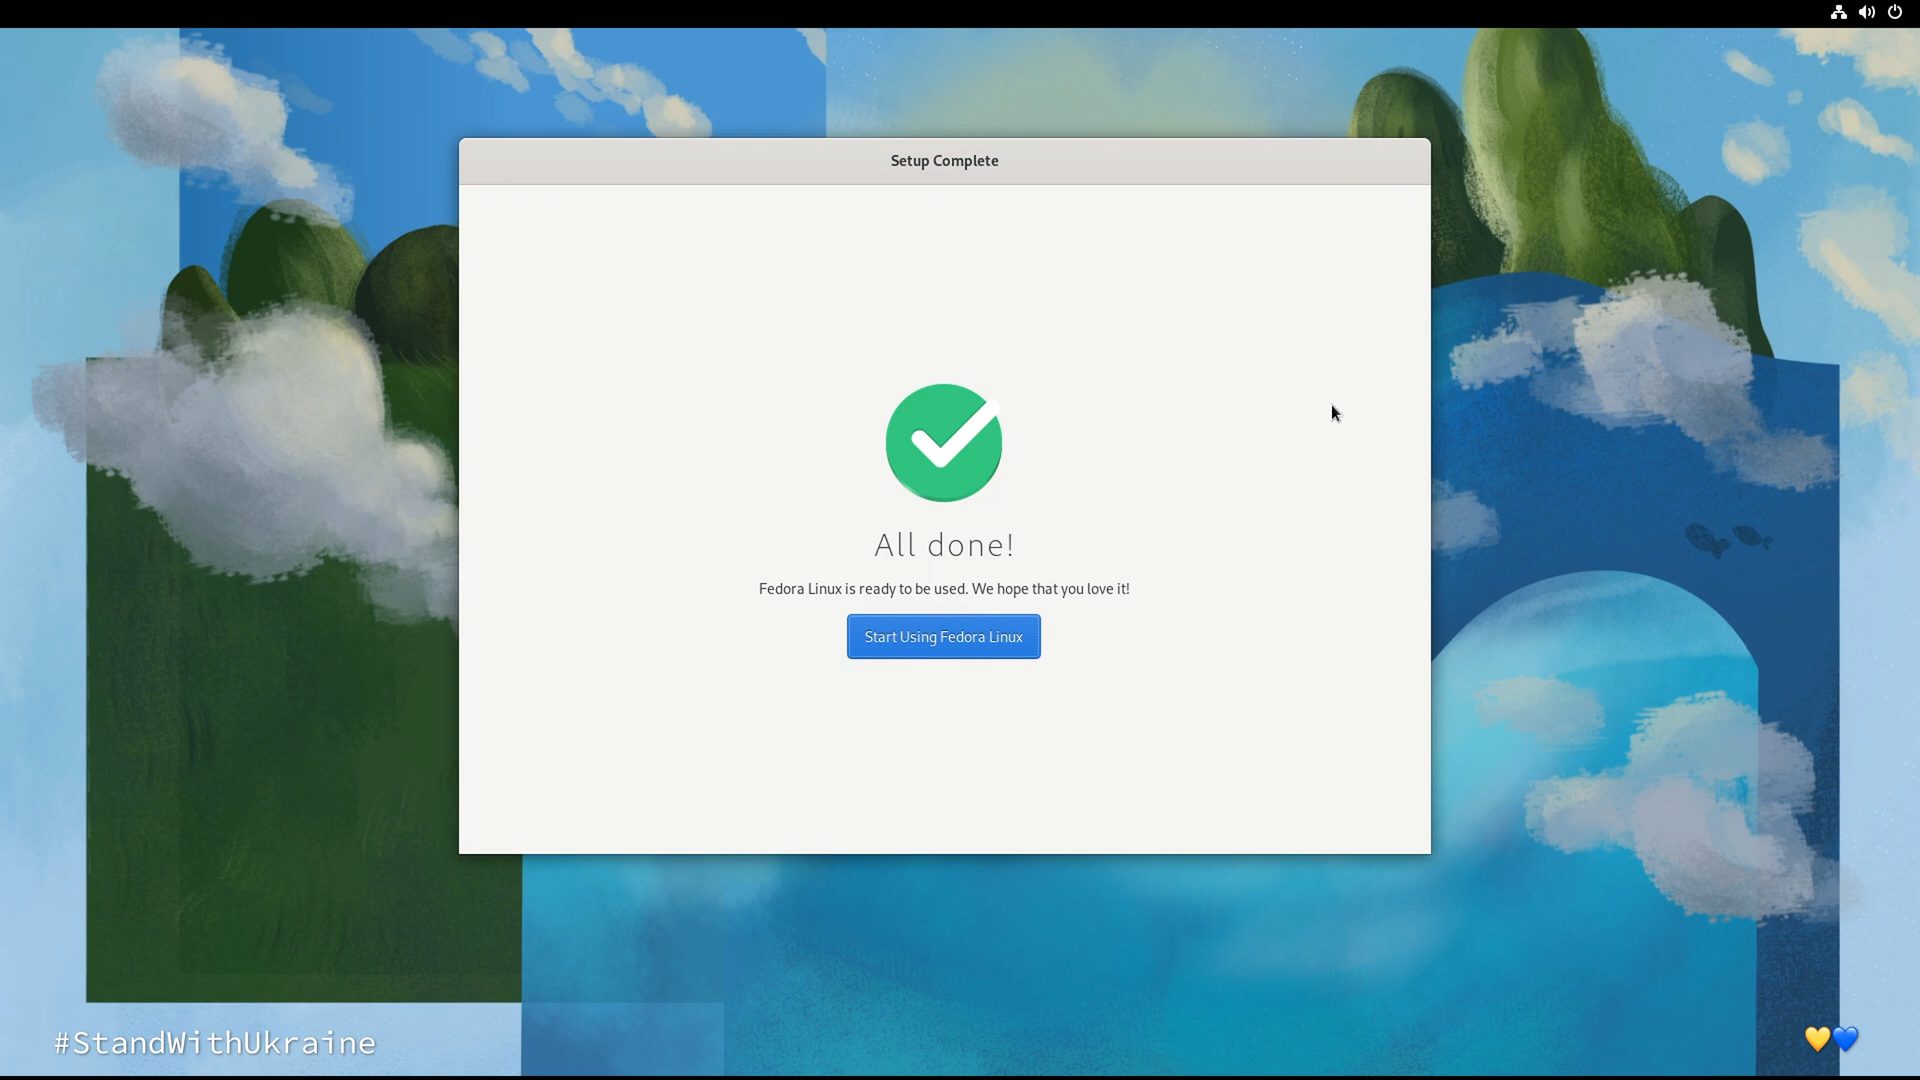 Setup Complete
All done!
Fedora Linux is ready to be used. We hope that you love it!
Start Using Fedora Linux
#StandWithUkraine